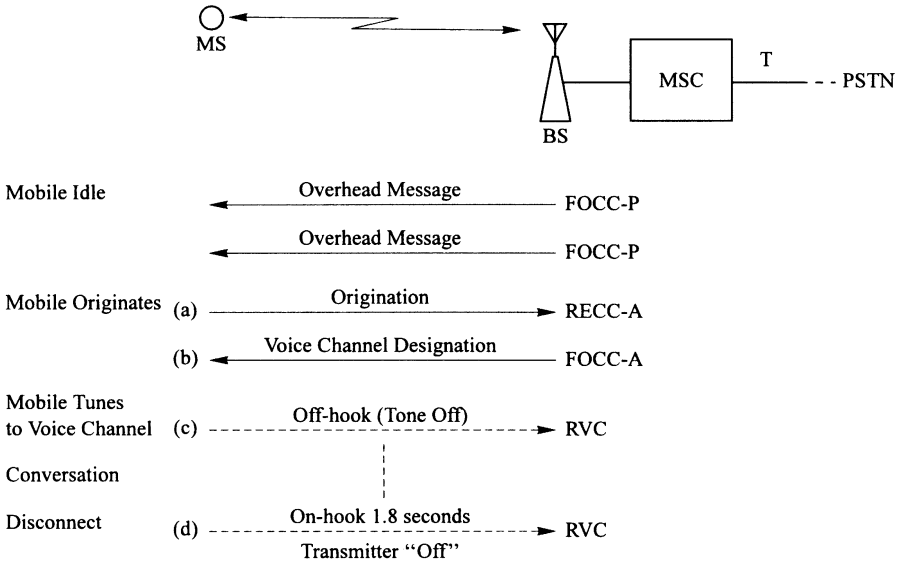 MS
BS
MSC
T
PSTN
Mobile Idle
Overhead Message
FOCC-P
Overhead Message
FOCC-P
Mobile Originates (a) Origination RECC-A
(b) Voice Channel Designation FOCC-A
Mobile Tunes
to Voice Channel (c) Off-hook (Tone Off) RVC
Conversation
Disconnect (d) On-hook 1.8 seconds RVC
Transmitter “Off”